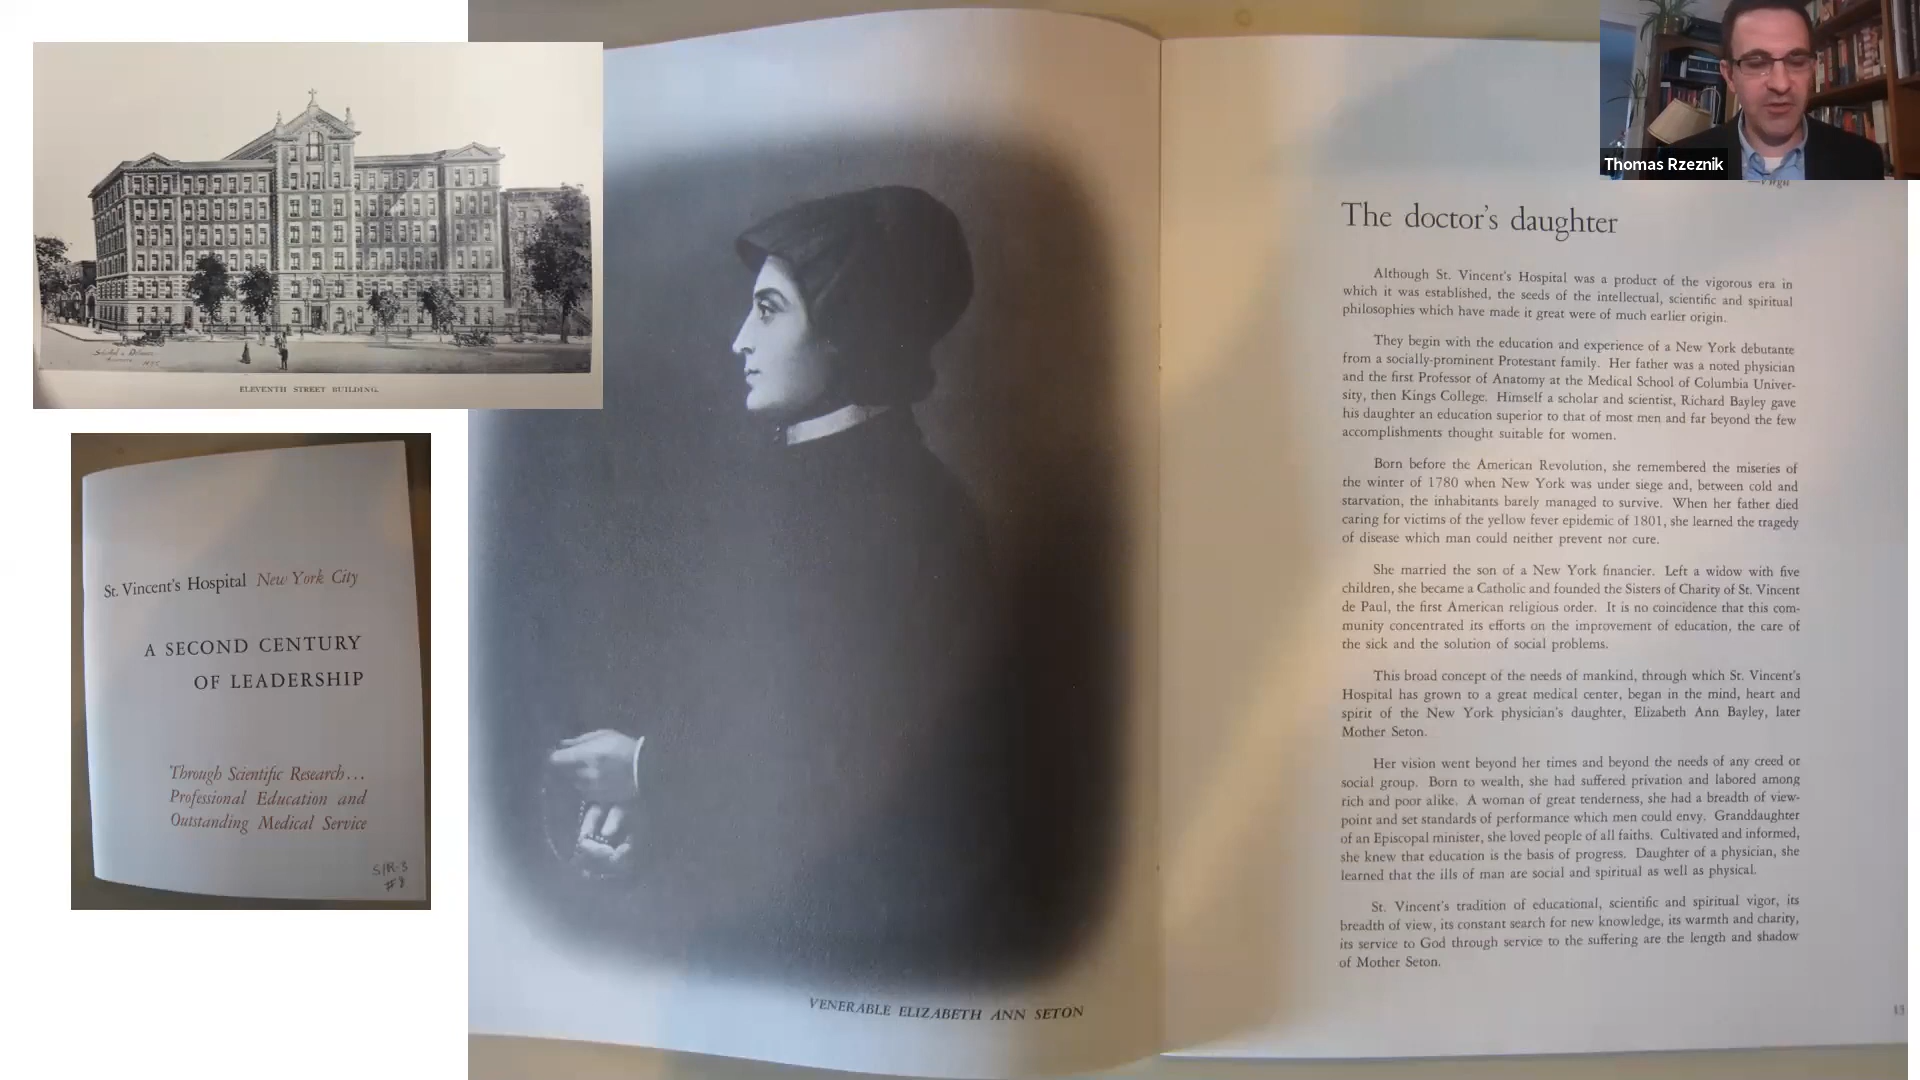 ELEVENTH STREET BUILDING.
St. Vincent's Hospital New York City
A SECOND CENTURY
OF LEADERSHIP
Through Scientific Research...
Professional Education and
Outstanding Medical Service
S/R-3
#8
VENERABLE ELIZABETH ANN SETON
Thomas Rzeznik
—Virgil
The doctor's daughter
Although St. Vincent's Hospital was a product of the vigorous era in
which it was established, the seeds of the intellectual, scientific and spiritual
philosophies which have made it great were of much earlier origin.
They begin with the education and experience of a New York debutante
from a socially-prominent Protestant family. Her father was a noted physician
and the first Professor of Anatomy at the Medical School of Columbia Univer-
sity, then Kings College. Himself a scholar and scientist, Richard Bayley gave
his daughter an education superior to that of most men and far beyond the few
accomplishments thought suitable for women.
Born before the American Revolution, she remembered the miseries of
the winter of 1780 when New York was under siege and, between cold and
starvation, the inhabitants barely managed to survive. When her father died
caring for victims of the yellow fever epidemic of 1801, she learned the tragedy
of disease which man could neither prevent nor cure.
She married the son of a New York financier. Left a widow with five
children, she became a Catholic and founded the Sisters of Charity of St. Vincent
de Paul, the first American religious order. It is no coincidence that this com-
munity concentrated its efforts on the improvement of education, the care of
the sick and the solution of social problems.
This broad concept of the needs of mankind, through which St. Vincent's
Hospital has grown to a great medical center, began in the mind, heart and
spirit of the New York physician's daughter, Elizabeth Ann Bayley, later
Mother Seton.
Her vision went beyond her times and beyond the needs of any creed or
social group. Born to wealth, she had suffered privation and labored among
rich and poor alike. A woman of great tenderness, she had a breadth of view-
point and set standards of performance which men could envy. Granddaughter
of an Episcopal minister, she loved people of all faiths. Cultivated and informed,
she knew that education is the basis of progress. Daughter of a physician, she
learned that the ills of man are social and spiritual as well as physical.
St. Vincent's tradition of educational, scientific and spiritual vigor, its
breadth of view, its constant search for new knowledge, its warmth and charity,
its service to God through service to the suffering are the length and shadow
of Mother Seton.
13